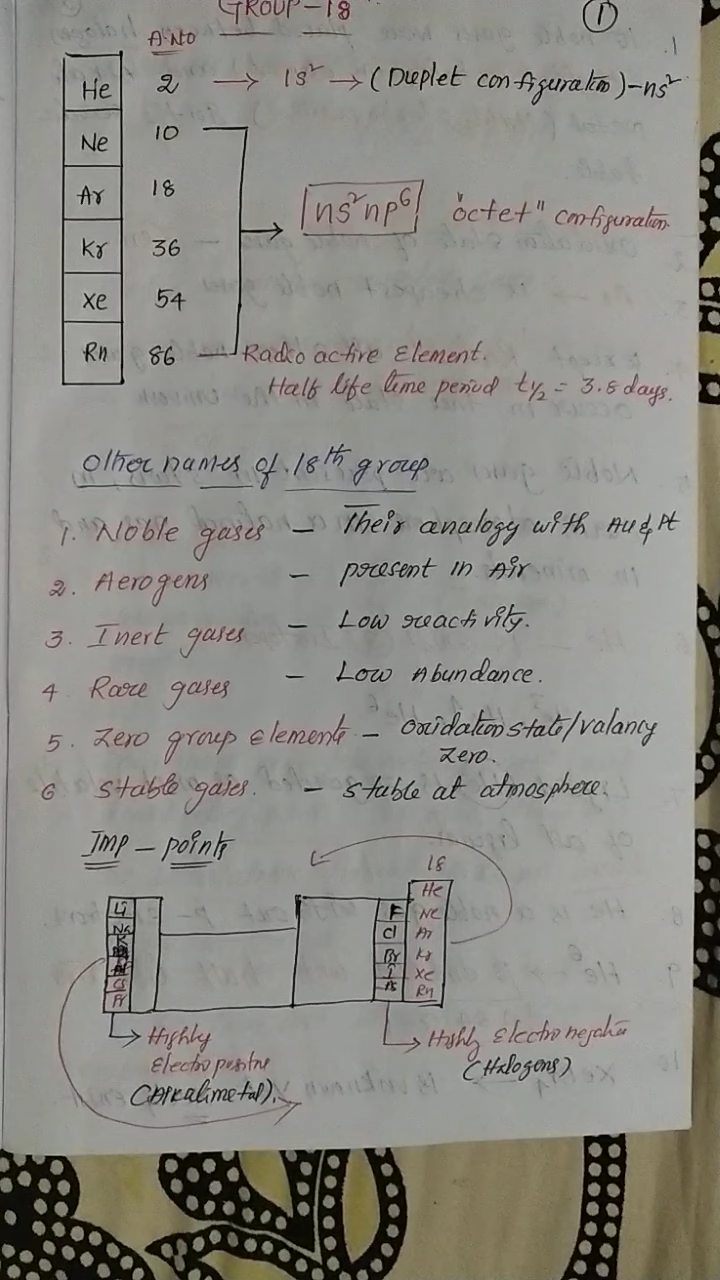 GROUP-18
①
A.NO
He 2 → 1s² → (Duplet configuration)-ns²
Ne 10
Ar 18
ns²np⁶ "octet" configuration.
Kr 36
Xe 54
Rn 86 Radio active Element.
Half life time period t½ = 3.8 days.
Other names of 18th group
1. Noble gases – Their analogy with Au & Pt
2. Aerogens – present in Air
3. Inert gases – Low reactivity.
4 Rare gases – Low Abundance.
5. Zero group elements – oxidation state/valancy
zero.
6 Stable gases. – stable at atmosphere.
IMP – points
18
He
Li F Ne
Na Cl Ar
K Br Kr
I Xe
Cs At Rn
Fr
Highly
Electropositive
(Alkalimetal).
Highly Electronegative
(Halogens)